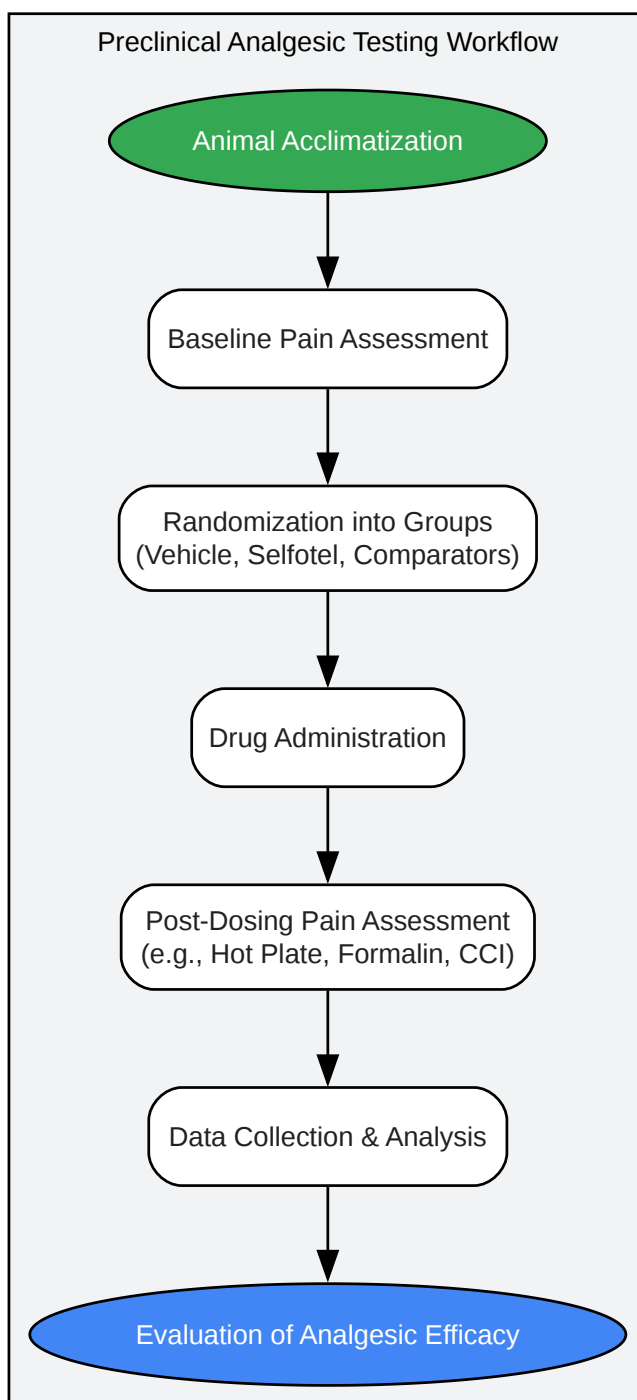 Preclinical Analgesic Testing Workflow
Animal Acclimatization
Baseline Pain Assessment
Randomization into Groups
(Vehicle, Selfotel, Comparators)
Drug Administration
Post-Dosing Pain Assessment
(e.g., Hot Plate, Formalin, CCI)
Data Collection & Analysis
Evaluation of Analgesic Efficacy